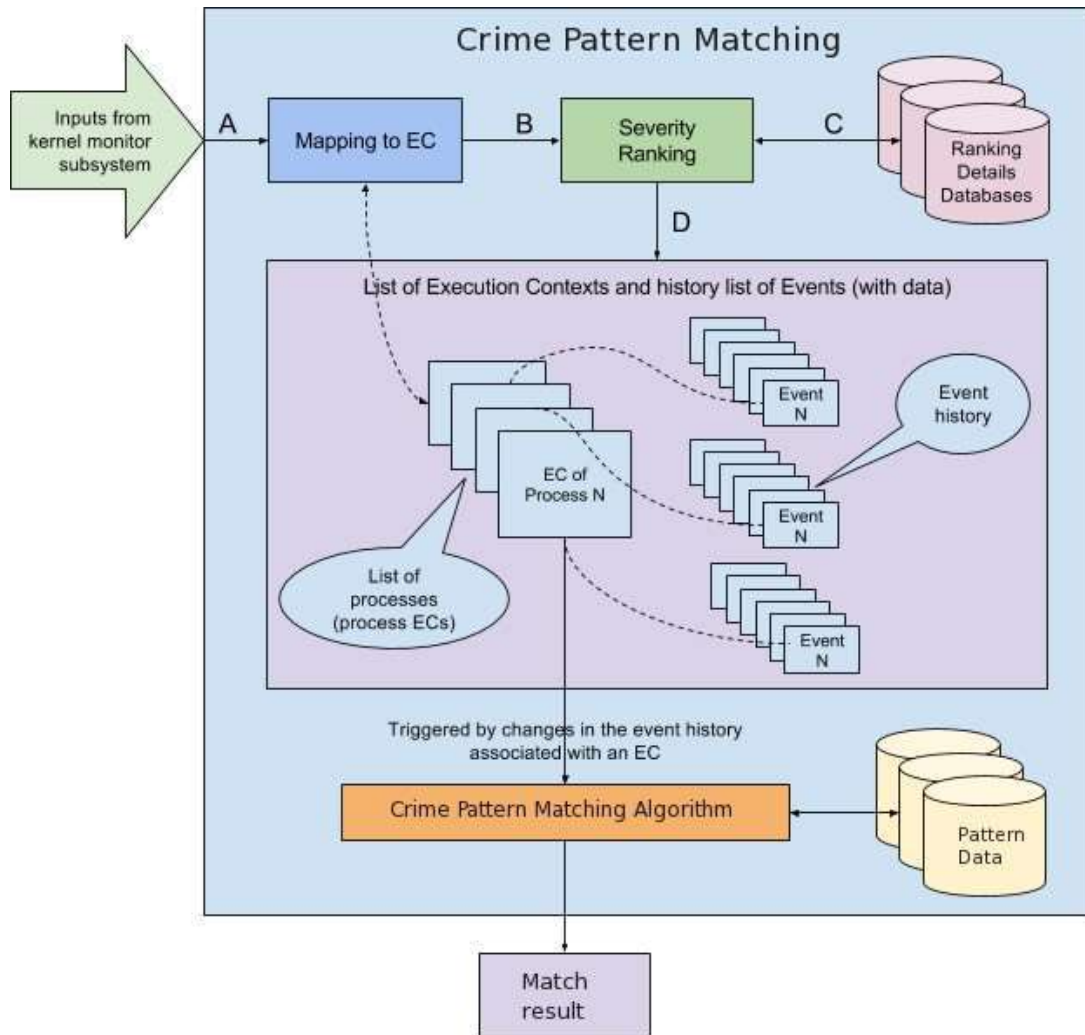 Crime Pattern Matching
Inputs from
kernel monitor
subsystem
A
Mapping to EC
B
Severity
Ranking
C
Ranking
Details
Databases
D
List of Execution Contexts and history list of Events (with data)
Event
N
Event
history
EC of
Process N
Event
N
List of
processes
(process ECs)
Event
N
Triggered by changes in the event history
associated with an EC
Crime Pattern Matching Algorithm
Pattern
Data
Match
result